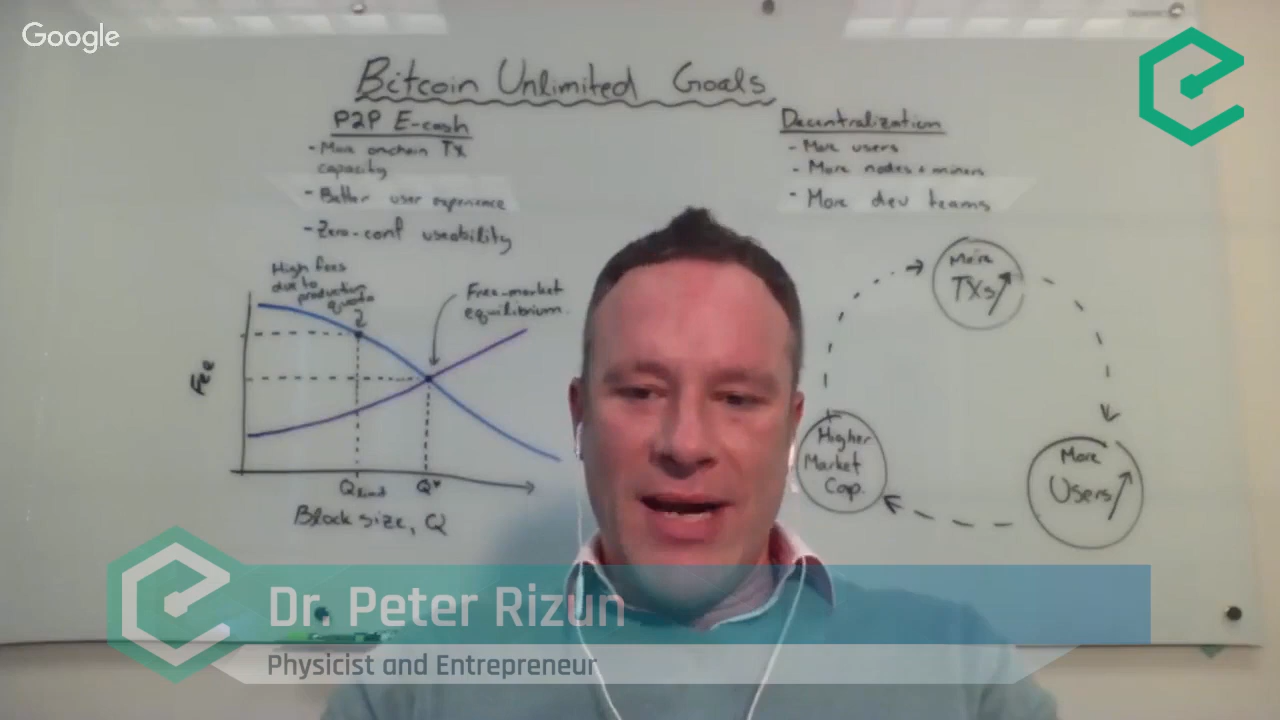 Google
Bitcoin Unlimited Goals
P2P E-cash
- More onchain TX
capacity
- Better user experience
- Zero-conf useability
Decentralization
- More users
- More nodes + miners
- More dev teams
High fees
due to
production
quota
Free-market
equilibrium
Fee
Q limit
Q*
Block size, Q
More
TXs
More
Users
Higher
Market
Cap.
Dr. Peter Rizun
Physicist and Entrepreneur